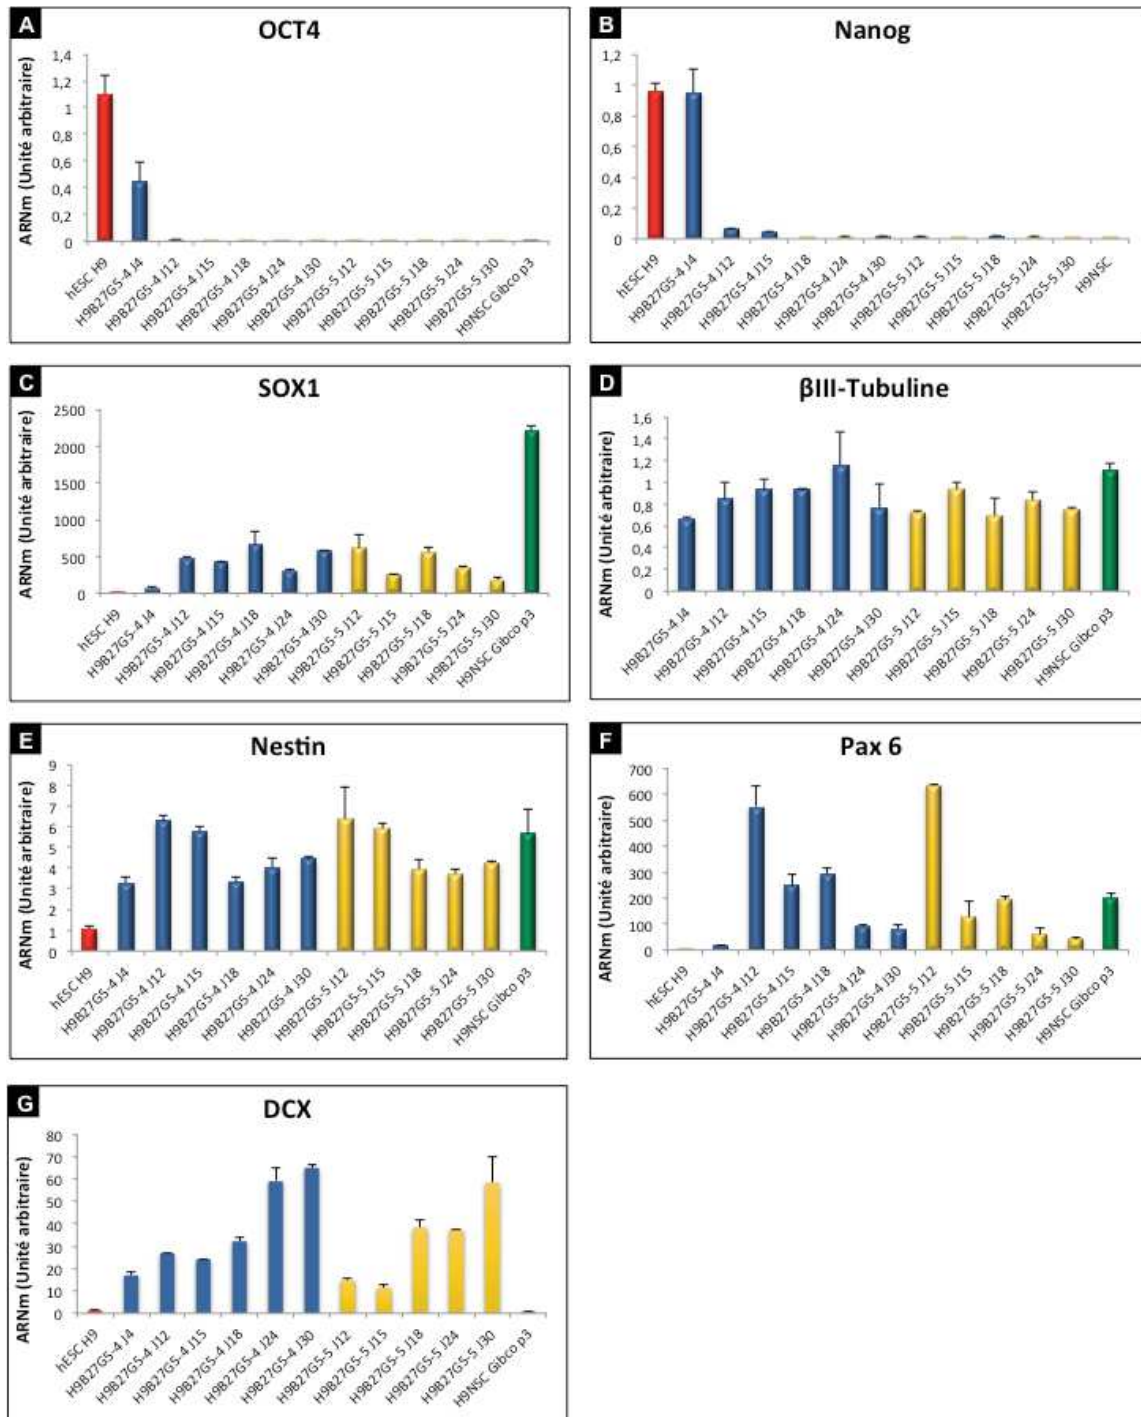 A
OCT4
ARNm (Unité arbitraire)
1,4
1,2
1
0,8
0,6
0,4
0,2
0
hESC H9
H9B27G5-4 J4
H9B27G5-4 J12
H9B27G5-4 J15
H9B27G5-4 J18
H9B27G5-4 J24
H9B27G5-4 J30
H9B27G5-5 J12
H9B27G5-5 J15
H9B27G5-5 J18
H9B27G5-5 J24
H9B27G5-5 J30
H9NSC Gibco p3
B
Nanog
ARNm (Unité arbitraire)
1,2
1
0,8
0,6
0,4
0,2
0
hESC H9
H9B27G5-4 J4
H9B27G5-4 J12
H9B27G5-4 J15
H9B27G5-4 J18
H9B27G5-4 J24
H9B27G5-4 J30
H9B27G5-5 J12
H9B27G5-5 J15
H9B27G5-5 J18
H9B27G5-5 J24
H9B27G5-5 J30
H9NSC
C
SOX1
ARNm (Unité arbitraire)
2500
2000
1500
1000
500
0
hESC H9
H9B27G5-4 J4
H9B27G5-4 J12
H9B27G5-4 J15
H9B27G5-4 J18
H9B27G5-4 J24
H9B27G5-4 J30
H9B27G5-5 J12
H9B27G5-5 J15
H9B27G5-5 J18
H9B27G5-5 J24
H9B27G5-5 J30
H9NSC Gibco p3
D
βIII-Tubuline
ARNm (Unité arbitraire)
1,6
1,4
1,2
1
0,8
0,6
0,4
0,2
0
H9B27G5-4 J4
H9B27G5-4 J12
H9B27G5-4 J15
H9B27G5-4 J18
H9B27G5-4 J24
H9B27G5-4 J30
H9B27G5-5 J12
H9B27G5-5 J15
H9B27G5-5 J18
H9B27G5-5 J24
H9B27G5-5 J30
H9NSC Gibco p3
E
Nestin
ARNm (Unité arbitraire)
9
8
7
6
5
4
3
2
1
0
hESC H9
H9B27G5-4 J4
H9B27G5-4 J12
H9B27G5-4 J15
H9B27G5-4 J18
H9B27G5-4 J24
H9B27G5-4 J30
H9B27G5-5 J12
H9B27G5-5 J15
H9B27G5-5 J18
H9B27G5-5 J24
H9B27G5-5 J30
H9NSC Gibco p3
F
Pax 6
ARNm (Unité arbitraire)
700
600
500
400
300
200
100
0
hESC H9
H9B27G5-4 J4
H9B27G5-4 J12
H9B27G5-4 J15
H9B27G5-4 J18
H9B27G5-4 J24
H9B27G5-4 J30
H9B27G5-5 J12
H9B27G5-5 J15
H9B27G5-5 J18
H9B27G5-5 J24
H9B27G5-5 J30
H9NSC Gibco p3
G
DCX
ARNm (Unité arbitraire)
80
70
60
50
40
30
20
10
0
hESC H9
H9B27G5-4 J4
H9B27G5-4 J12
H9B27G5-4 J15
H9B27G5-4 J18
H9B27G5-4 J24
H9B27G5-4 J30
H9B27G5-5 J12
H9B27G5-5 J15
H9B27G5-5 J18
H9B27G5-5 J24
H9B27G5-5 J30
H9NSC Gibco p3